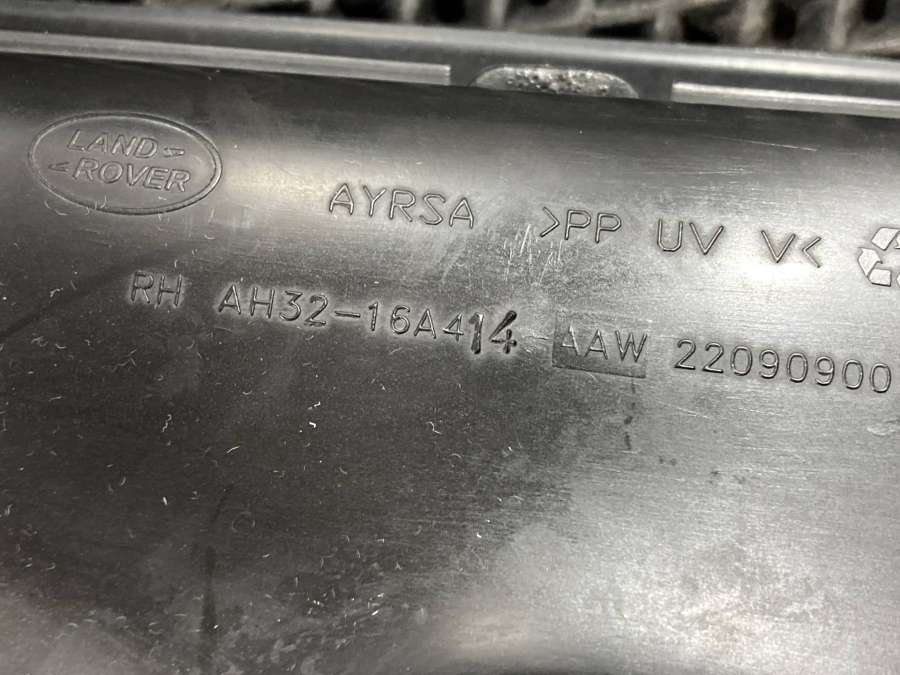 LAND
ROVER
AYRSA >PP UV V<
RH AH32-16A414-AAW 22090900